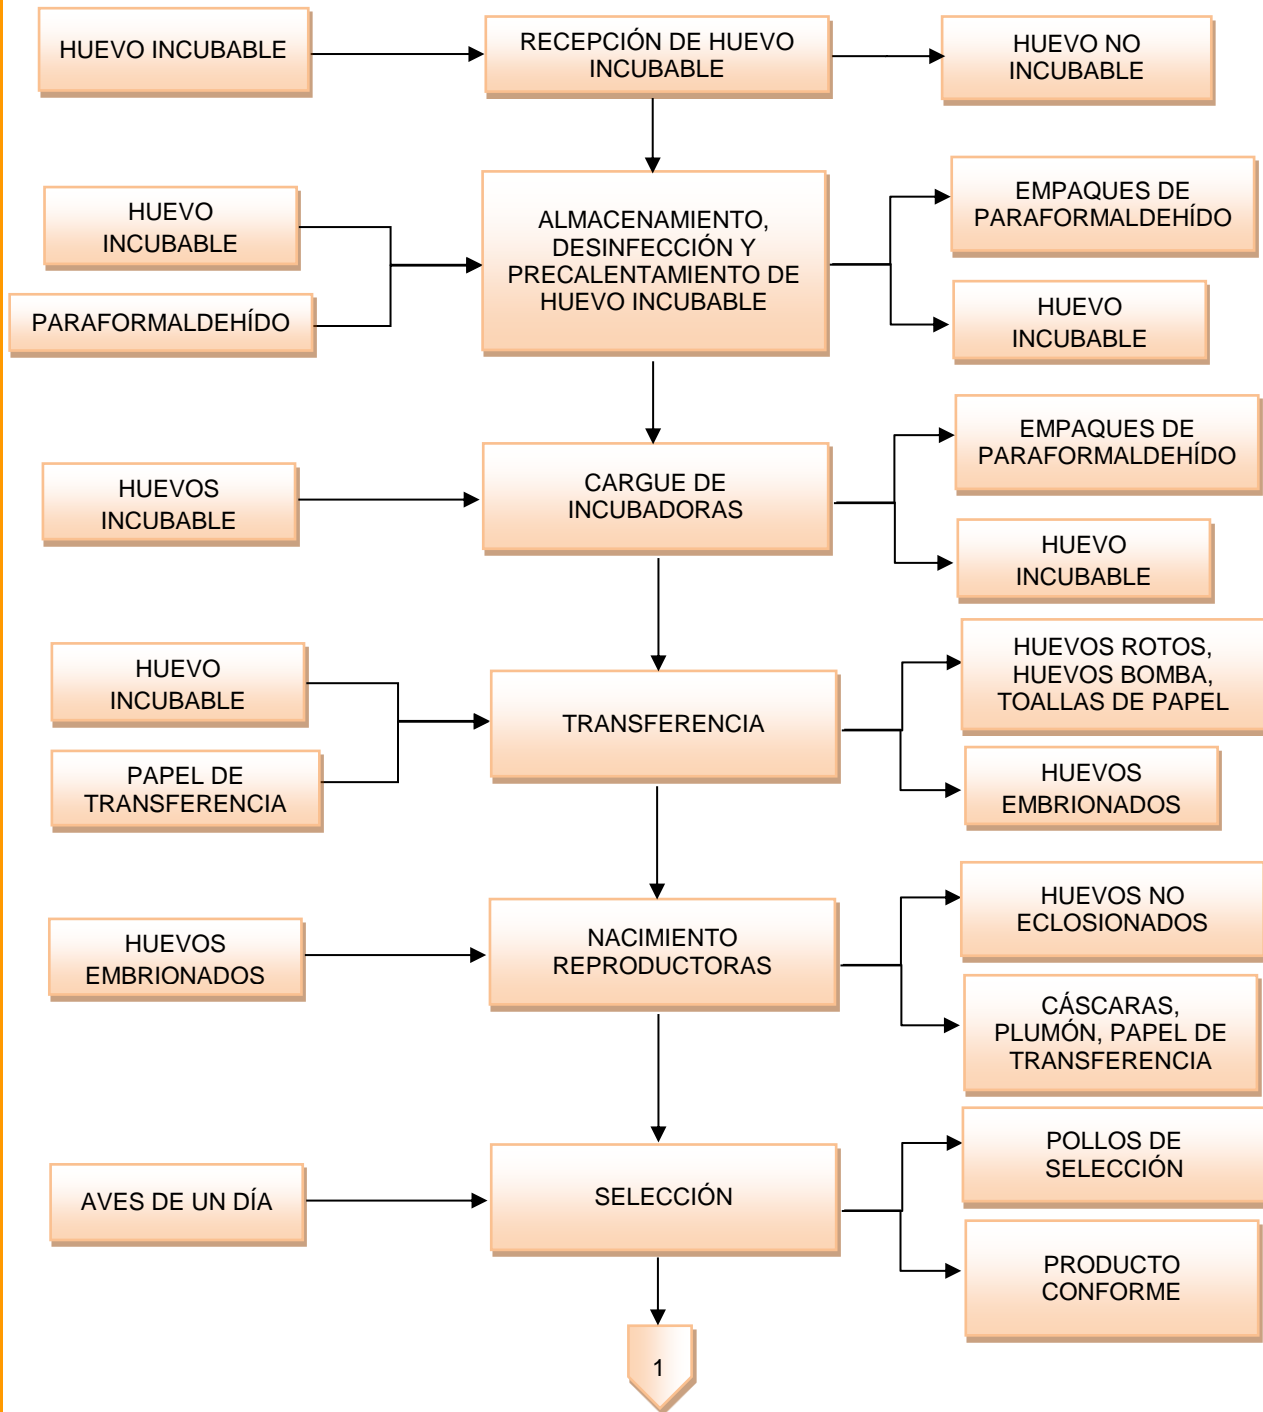 HUEVO INCUBABLE
RECEPCIÓN DE HUEVO
INCUBABLE
HUEVO NO
INCUBABLE
HUEVO
INCUBABLE
PARAFORMALDEHÍDO
ALMACENAMIENTO,
DESINFECCIÓN Y
PRECALENTAMIENTO DE
HUEVO INCUBABLE
EMPAQUES DE
PARAFORMALDEHÍDO
HUEVO
INCUBABLE
HUEVOS
INCUBABLE
CARGUE DE
INCUBADORAS
EMPAQUES DE
PARAFORMALDEHÍDO
HUEVO
INCUBABLE
HUEVO
INCUBABLE
PAPEL DE
TRANSFERENCIA
TRANSFERENCIA
HUEVOS ROTOS,
HUEVOS BOMBA,
TOALLAS DE PAPEL
HUEVOS
EMBRIONADOS
HUEVOS
EMBRIONADOS
NACIMIENTO
REPRODUCTORAS
HUEVOS NO
ECLOSIONADOS
CÁSCARAS,
PLUMÓN, PAPEL DE
TRANSFERENCIA
AVES DE UN DÍA
SELECCIÓN
POLLOS DE
SELECCIÓN
PRODUCTO
CONFORME
1